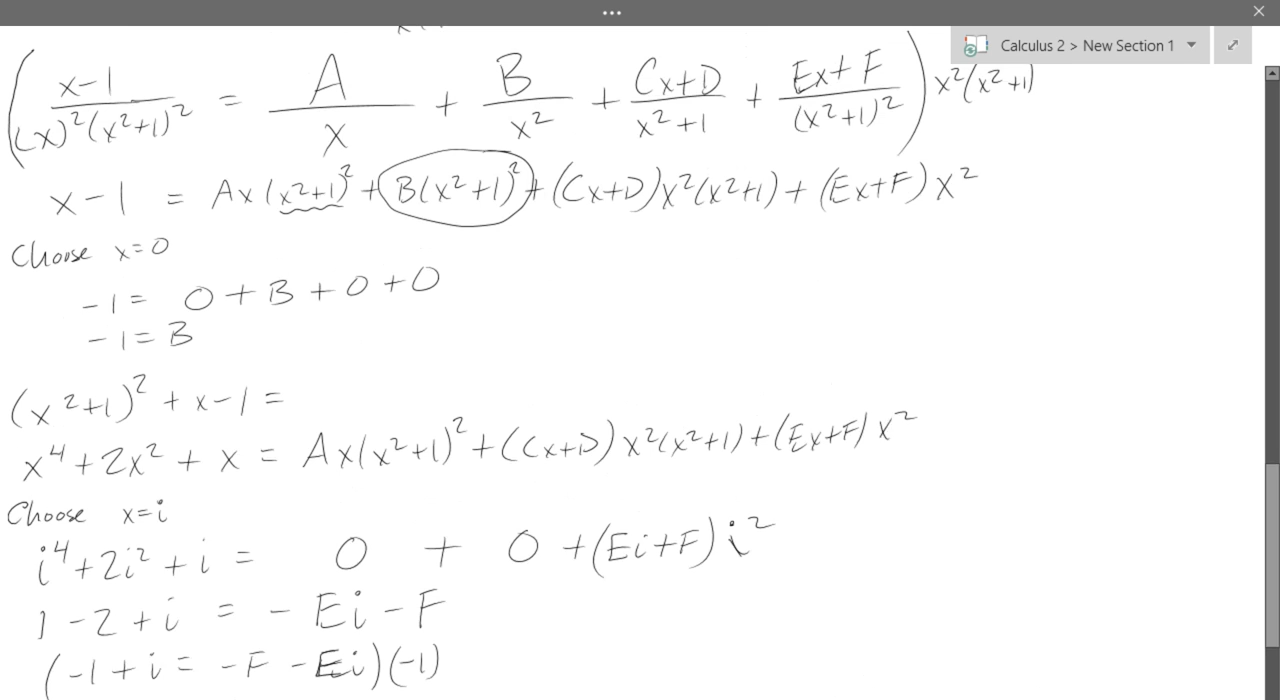 Calculus 2 > New Section 1
(x-1/((x)²(x²+1)²) = A/x + B/x² + (Cx+D)/(x²+1) + (Ex+F)/(x²+1)²) x²(x²+1)
x-1 = Ax(x²+1)² + B(x²+1)² + (Cx+D)x²(x²+1) + (Ex+F)x²
Choose x=0
-1 = 0 + B + 0 + 0
-1 = B
(x²+1)² + x-1 =
x⁴+2x² + x = Ax(x²+1)² + (Cx+D)x²(x²+1) + (Ex+F)x²
Choose x=i
i⁴+2i²+i = 0 + 0 + (Ei+F)i²
1-2+i = -Ei-F
(-1+i = -F-Ei)(-1)